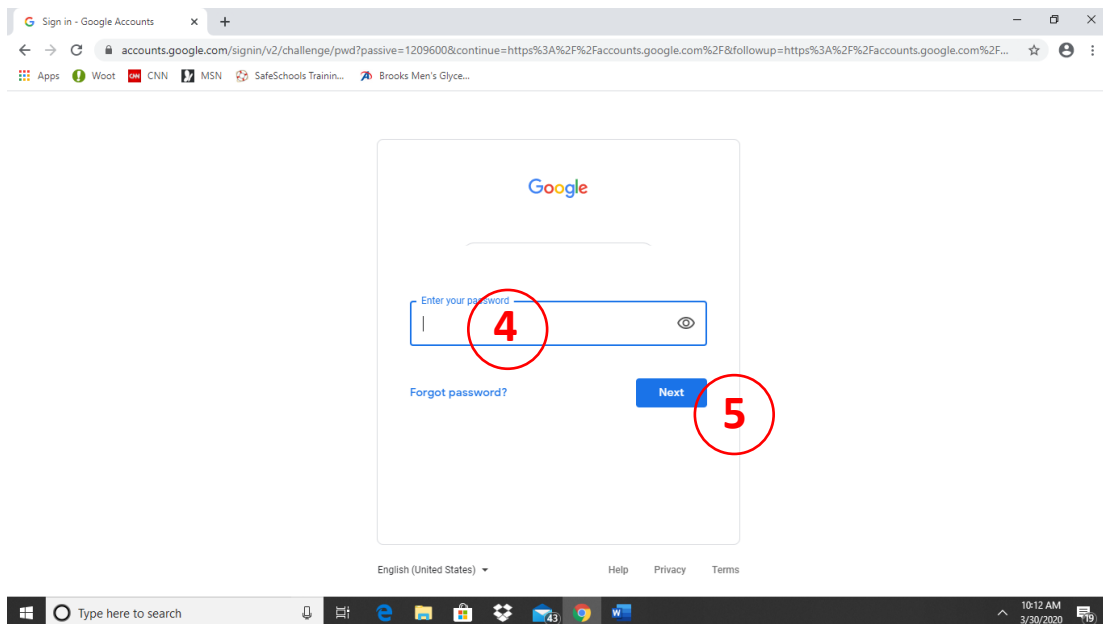 Sign in - Google Accounts
accounts.google.com/signin/v2/challenge/pwd?passive=1209600&continue=https%3A%2F%2Faccounts.google.com%2F&followup=https%3A%2F%2Faccounts.google.com%2F...
Apps Woot CNN MSN SafeSchools Trainin... Brooks Men's Glyce...
Google
Enter your password
4
Forgot password? Next
5
English (United States) Help Privacy Terms
Type here to search 43 10:12 AM
3/30/2020 19